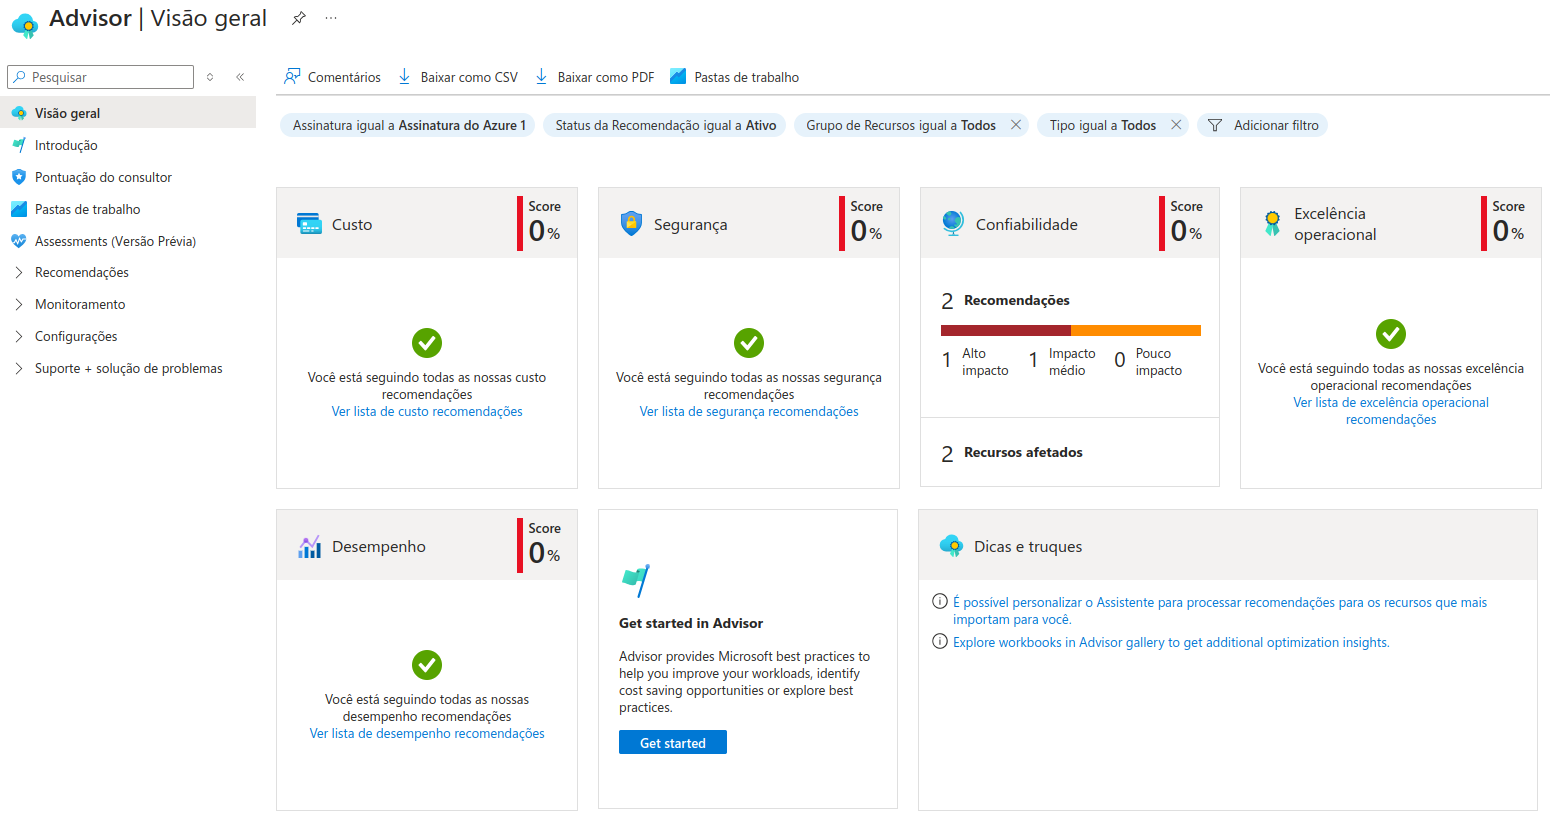 Advisor | Visão geral
Pesquisar
Visão geral
Introdução
Pontuação do consultor
Pastas de trabalho
Assessments (Versão Prévia)
Recomendações
Monitoramento
Configurações
Suporte + solução de problemas
Comentários
Baixar como CSV
Baixar como PDF
Pastas de trabalho
Assinatura igual a Assinatura do Azure 1
Status da Recomendação igual a Ativo
Grupo de Recursos igual a Todos
Tipo igual a Todos
Adicionar filtro
Custo
Score
0%
Você está seguindo todas as nossas custo
recomendações
Ver lista de custo recomendações
Segurança
Score
0%
Você está seguindo todas as nossas segurança
recomendações
Ver lista de segurança recomendações
Confiabilidade
Score
0%
2 Recomendações
1 Alto
impacto
1 Impacto
médio
0 Pouco
impacto
2 Recursos afetados
Excelência
operacional
Score
0%
Você está seguindo todas as nossas excelência
operacional recomendações
Ver lista de excelência operacional
recomendações
Desempenho
Score
0%
Você está seguindo todas as nossas
desempenho recomendações
Ver lista de desempenho recomendações
Get started in Advisor
Advisor provides Microsoft best practices to
help you improve your workloads, identify
cost saving opportunities or explore best
practices.
Get started
Dicas e truques
É possível personalizar o Assistente para processar recomendações para os recursos que mais
importam para você.
Explore workbooks in Advisor gallery to get additional optimization insights.